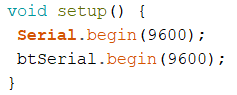 void setup() {
Serial.begin(9600);
btSerial.begin(9600);
}